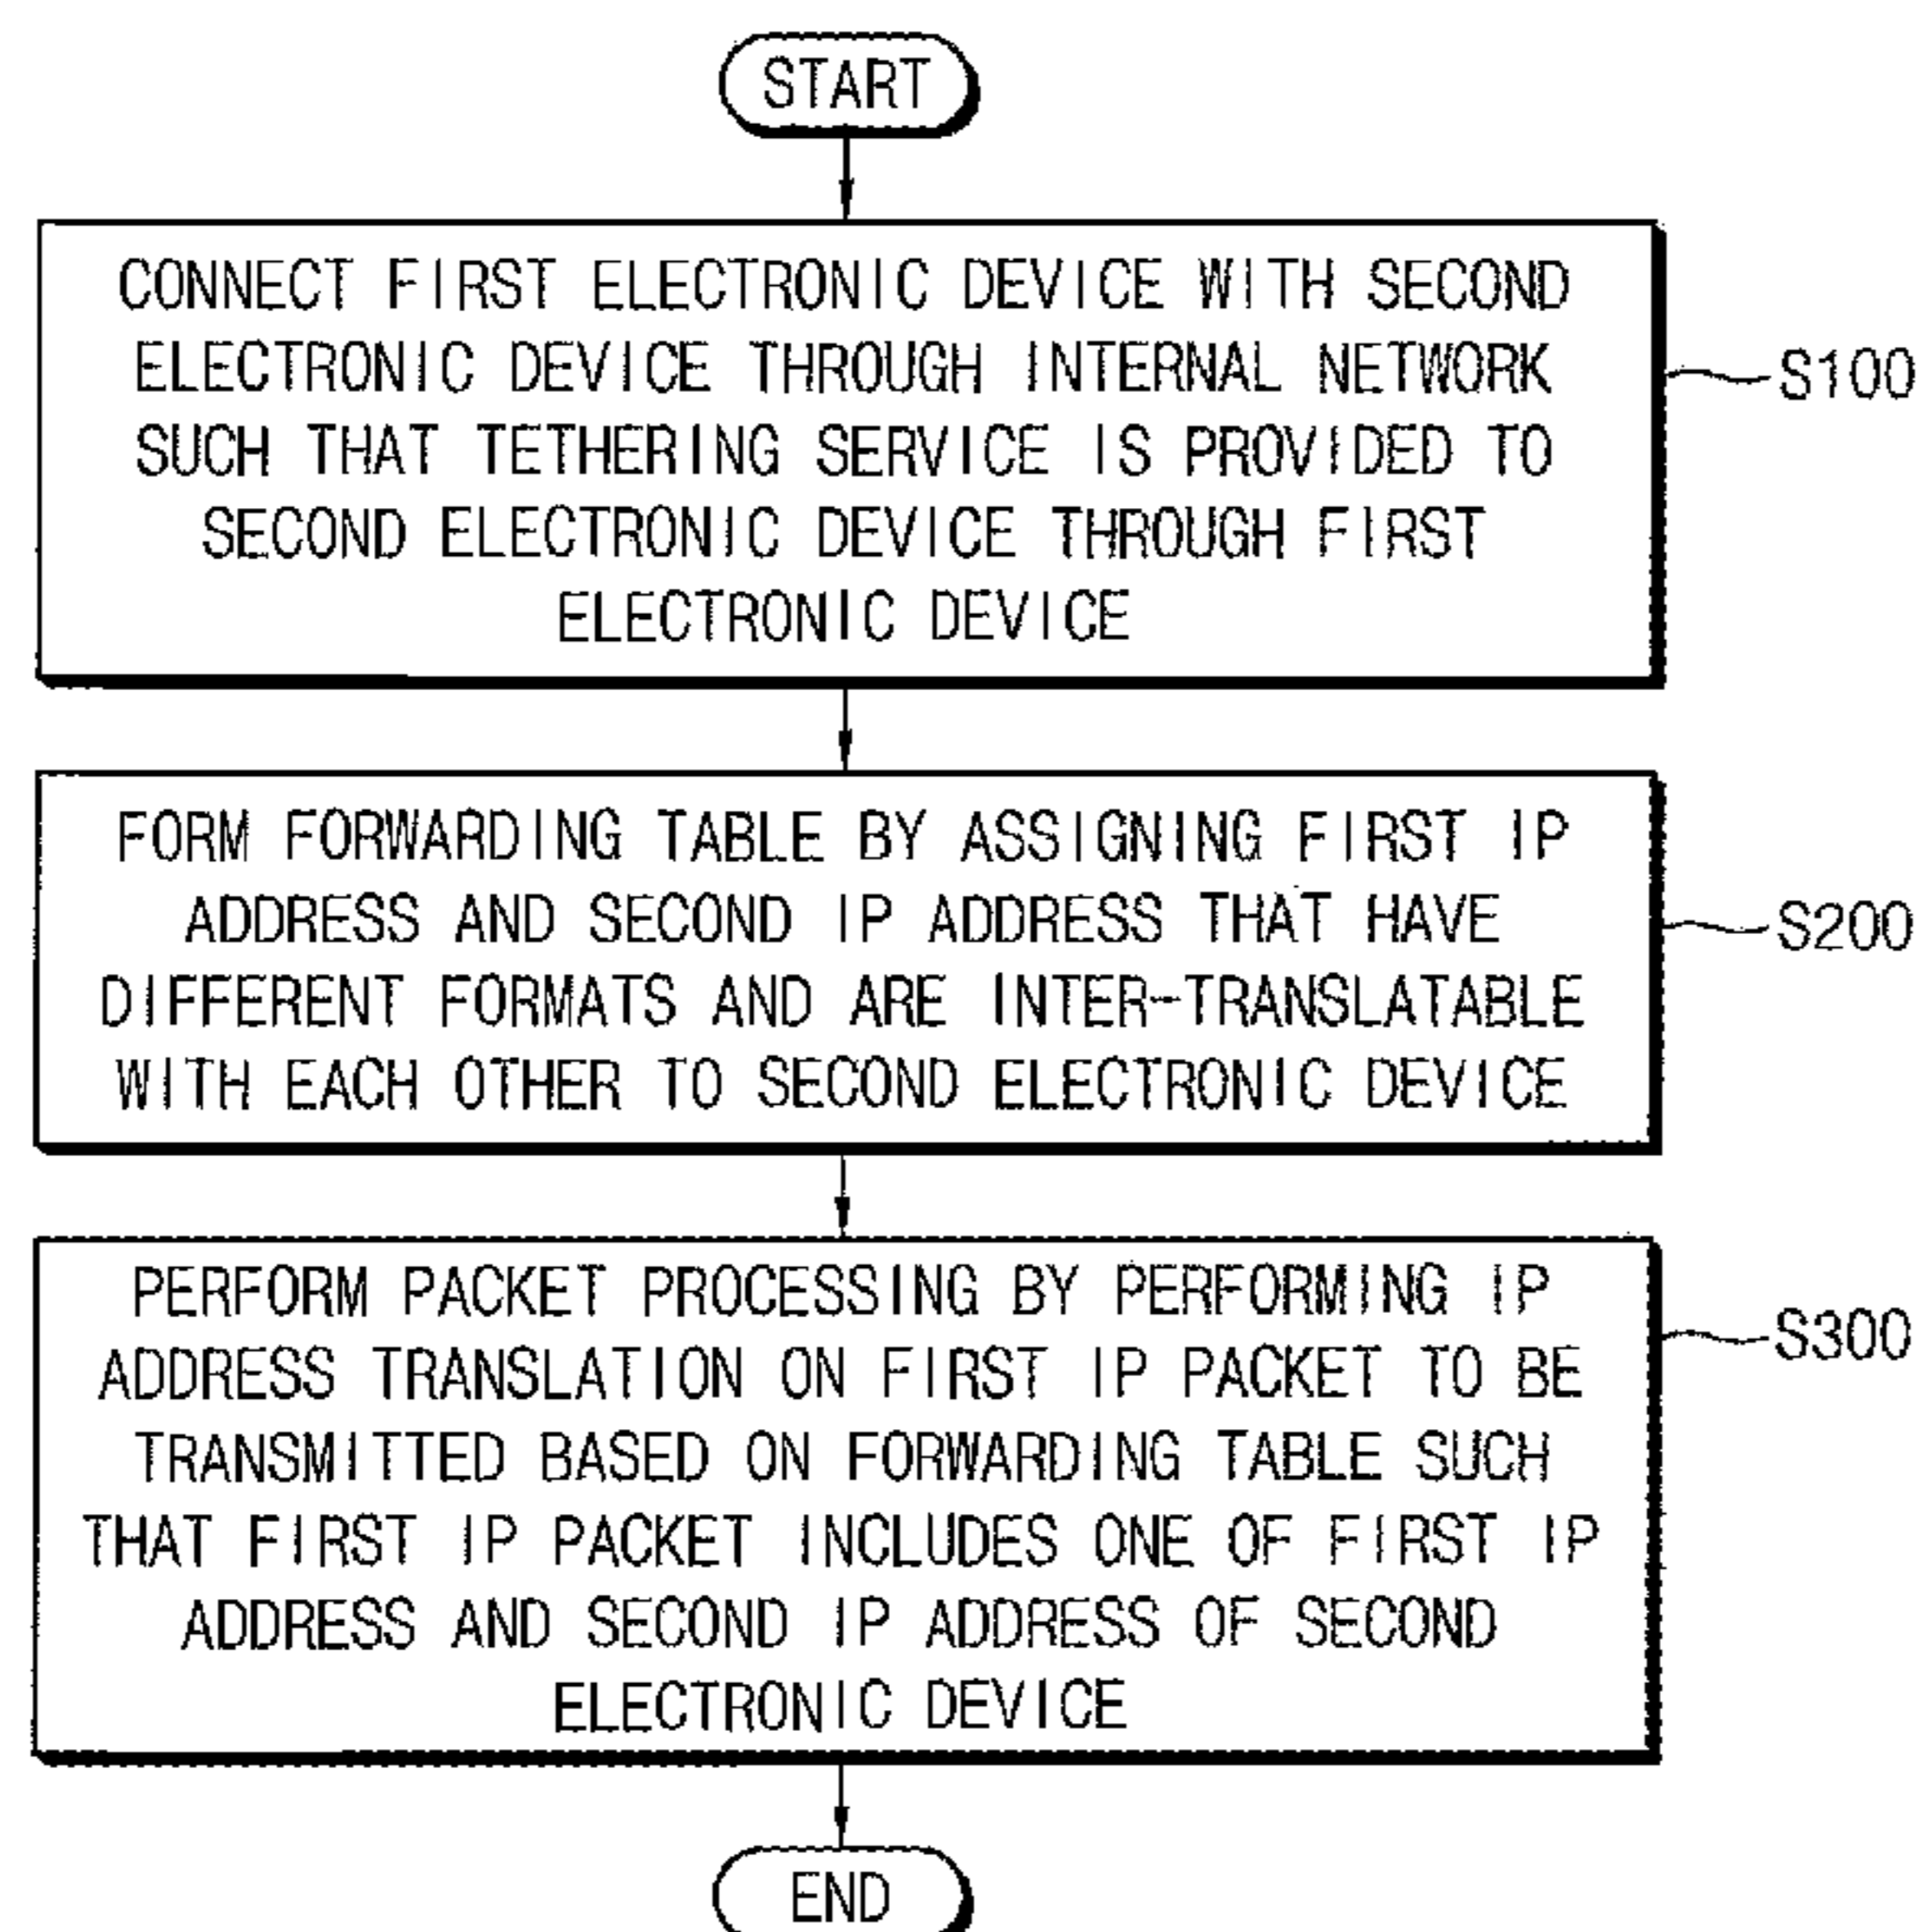 START
CONNECT FIRST ELECTRONIC DEVICE WITH SECOND
ELECTRONIC DEVICE THROUGH INTERNAL NETWORK
SUCH THAT TETHERING SERVICE IS PROVIDED TO
SECOND ELECTRONIC DEVICE THROUGH FIRST
ELECTRONIC DEVICE
S100
FORM FORWARDING TABLE BY ASSIGNING FIRST IP
ADDRESS AND SECOND IP ADDRESS THAT HAVE
DIFFERENT FORMATS AND ARE INTER-TRANSLATABLE
WITH EACH OTHER TO SECOND ELECTRONIC DEVICE
S200
PERFORM PACKET PROCESSING BY PERFORMING IP
ADDRESS TRANSLATION ON FIRST IP PACKET TO BE
TRANSMITTED BASED ON FORWARDING TABLE SUCH
THAT FIRST IP PACKET INCLUDES ONE OF FIRST IP
ADDRESS AND SECOND IP ADDRESS OF SECOND
ELECTRONIC DEVICE
S300
END